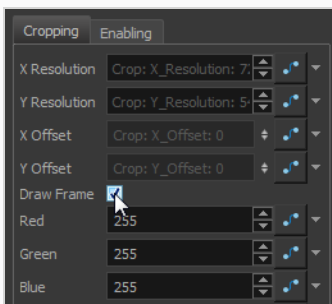 Cropping Enabling
X Resolution Crop: X_Resolution: 7
Y Resolution Crop: Y_Resolution: 5
X Offset Crop: X_Offset: 0
Y Offset Crop: Y_Offset: 0
Draw Frame
Red 255
Green 255
Blue 255